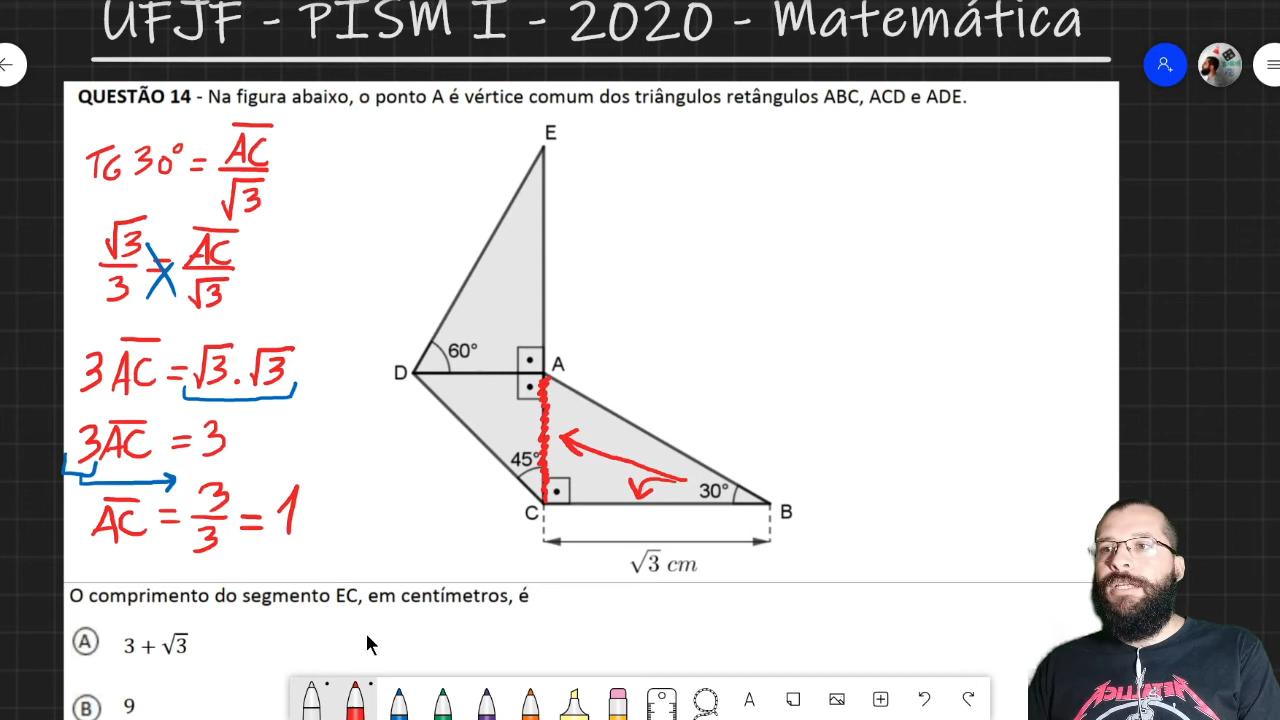 UFJF - PISM I - 2020 - Matemática
QUESTÃO 14 - Na figura abaixo, o ponto A é vértice comum dos triângulos retângulos ABC, ACD e ADE.
TG 30° = AC/√3
√3/3 = AC/√3
3AC = √3.√3
3AC = 3
AC = 3/3 = 1
E
60°
D
A
45°
30°
C
B
√3 cm
O comprimento do segmento EC, em centímetros, é
A 3 + √3
B 9
A